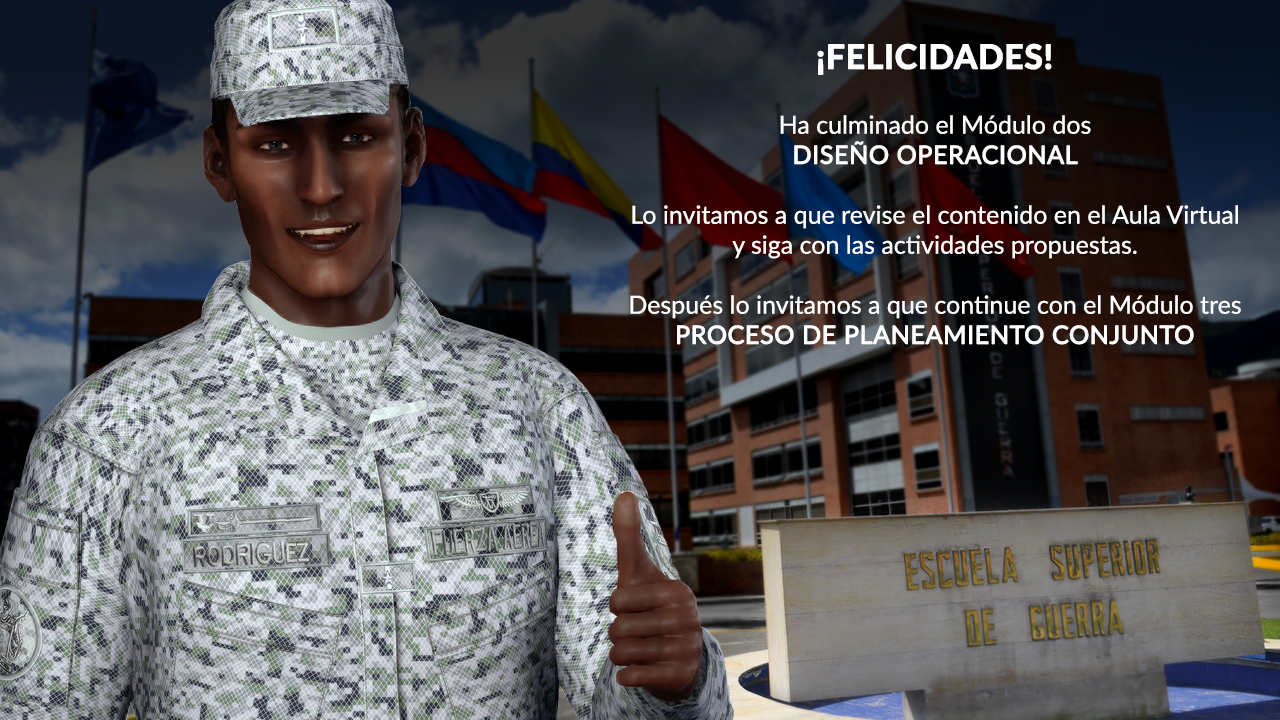 ¡FELICIDADES!
Ha culminado el Módulo dos
DISEÑO OPERACIONAL
Lo invitamos a que revise el contenido en el Aula Virtual
y siga con las actividades propuestas.
Después lo invitamos a que continue con el Módulo tres
PROCESO DE PLANEAMIENTO CONJUNTO
RODRIGUEZ
FUERZA AEREA
DE GUERRA
ESCUELA SUPERIOR
DE GUERRA